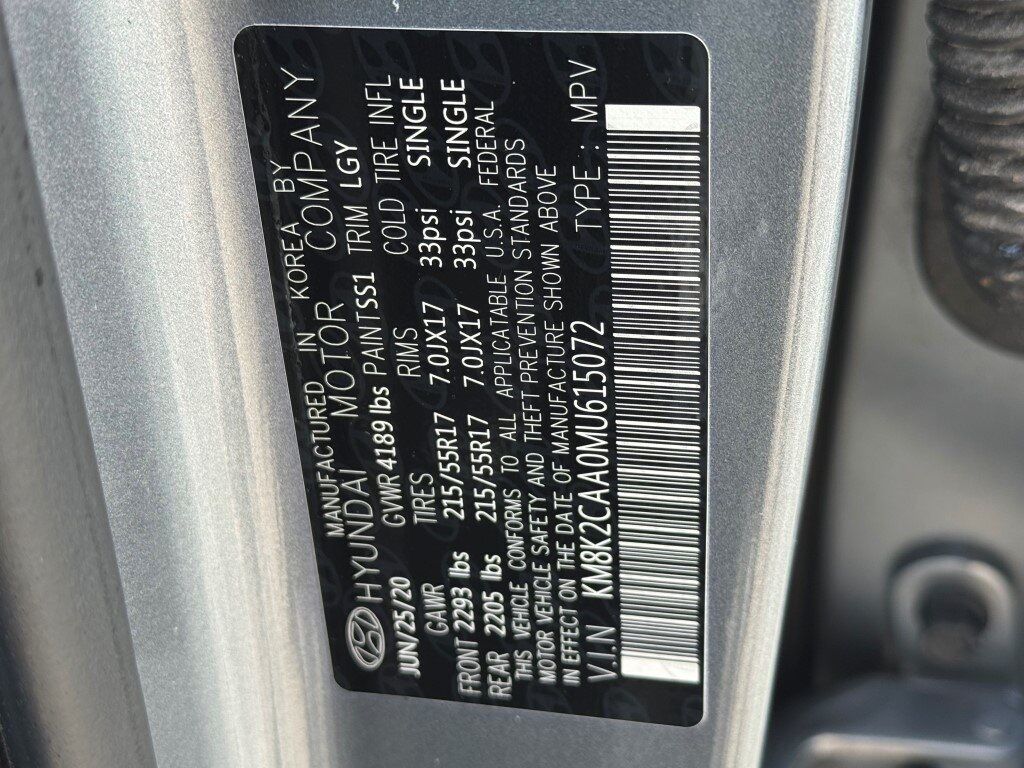 MANUFACTURED IN KOREA BY
HYUNDAI MOTOR COMPANY
JUN/25/20 GVWR 4189 lbs PAINT SS1 TRIM LGY
GAWR TIRES RIMS COLD TIRE INFL
FRONT 2293 lbs 215/55R17 7.0JX17 33psi SINGLE
REAR 2205 lbs 215/55R17 7.0JX17 33psi SINGLE
THIS VEHICLE CONFORMS TO ALL APPLICABLE U.S.A. FEDERAL
MOTOR VEHICLE SAFETY AND THEFT PREVENTION STANDARDS
IN EFFECT ON THE DATE OF MANUFACTURE SHOWN ABOVE
V.I.N KM8K2CAA0MU615072 TYPE: MPV